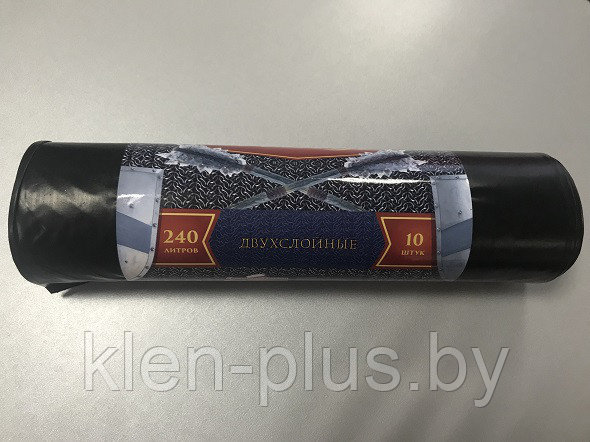 240
ЛИТРОВ
ДВУХСЛОЙНЫЕ
10
ШТУК
klen-plus.by